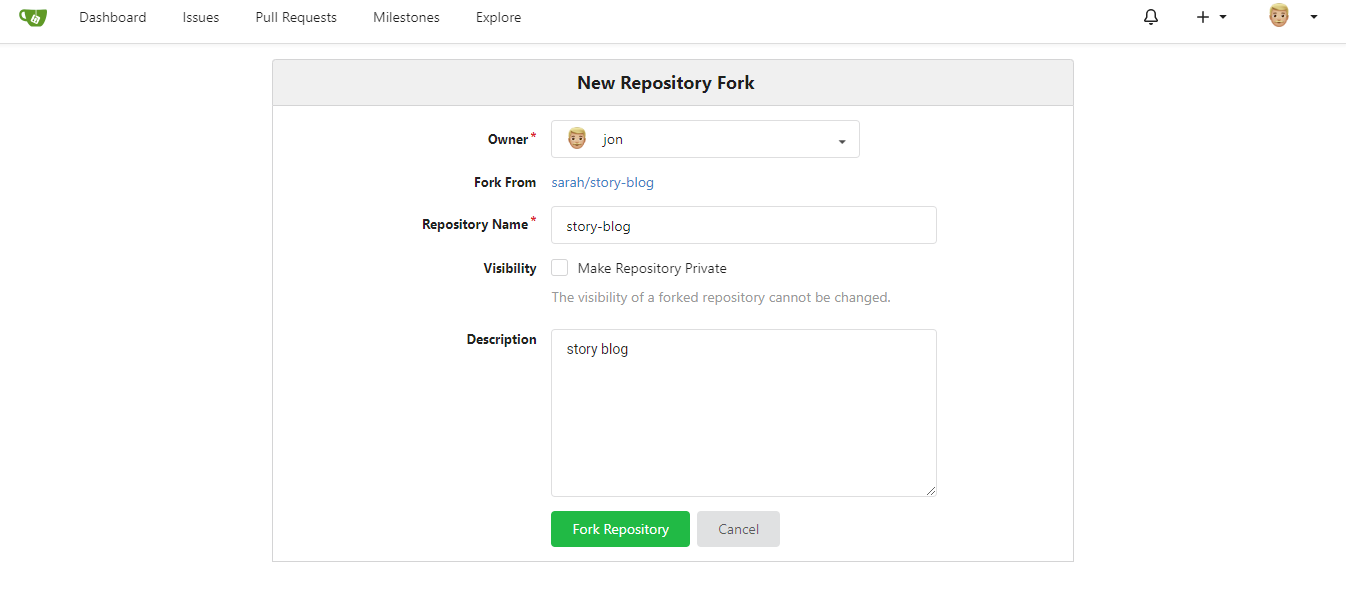 Dashboard Issues Pull Requests Milestones Explore
New Repository Fork
Owner* jon
Fork From sarah/story-blog
Repository Name* story-blog
Visibility Make Repository Private
The visibility of a forked repository cannot be changed.
Description story blog
Fork Repository Cancel